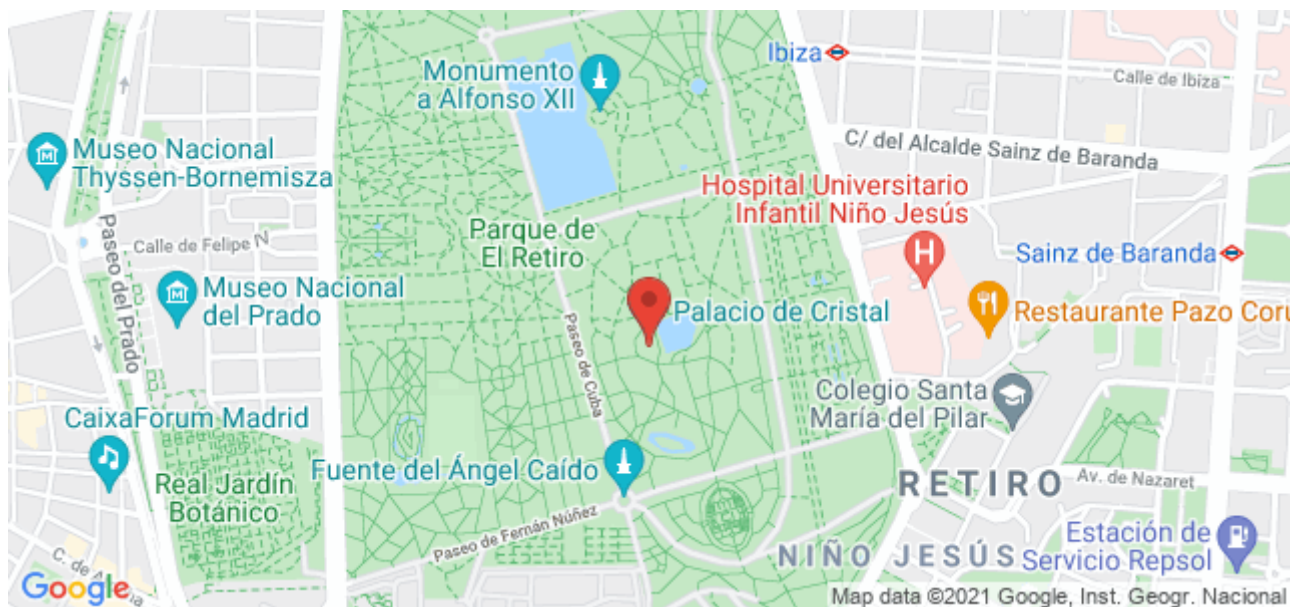 Ibiza
Calle de Ibiza
Monumento
a Alfonso XII
C/ del Alcalde Sainz de Baranda
Museo Nacional
Thyssen-Bornemisza
Hospital Universitario
Infantil Niño Jesús
H
Paseo del Prado
Calle de Felipe N
Parque de
El Retiro
Sainz de Baranda
M
Museo Nacional
del Prado
Palacio de Cristal
Restaurante Pazo Coru
Paseo de Cuba
Colegio Santa
María del Pilar
CaixaForum Madrid
Fuente del Ángel Caído
Real Jardín
Botánico
RETIRO
Av. de Nazaret
Paseo de Fernán Núñez
NIÑO JESÚS
Estación de
Servicio Repsol
Google
Map data ©2021 Google, Inst. Geogr. Nacional